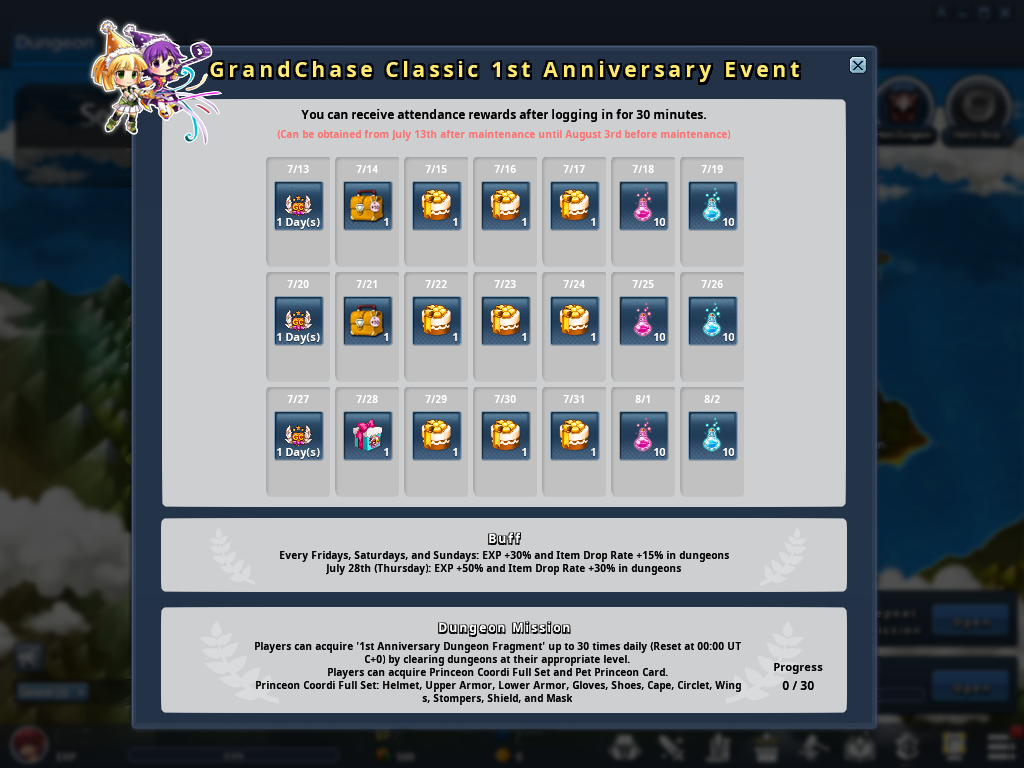 Dungeon
GrandChase Classic 1st Anniversary Event
You can receive attendance rewards after logging in for 30 minutes.
(Can be obtained from July 13th after maintenance until August 3rd before maintenance)
7/13 7/14 7/15 7/16 7/17 7/18 7/19
1 Day(s) 1 1 1 1 10 10
7/20 7/21 7/22 7/23 7/24 7/25 7/26
1 Day(s) 1 1 1 1 10 10
7/27 7/28 7/29 7/30 7/31 8/1 8/2
1 Day(s) 1 1 1 1 10 10
Buff
Every Fridays, Saturdays, and Sundays: EXP +30% and Item Drop Rate +15% in dungeons
July 28th (Thursday): EXP +50% and Item Drop Rate +30% in dungeons
Dungeon Mission
Players can acquire '1st Anniversary Dungeon Fragment' up to 30 times daily (Reset at 00:00 UT
C+0) by clearing dungeons at their appropriate level.
Players can acquire Princeon Coordi Full Set and Pet Princeon Card.
Princeon Coordi Full Set: Helmet, Upper Armor, Lower Armor, Gloves, Shoes, Cape, Circlet, Wing
s, Stompers, Shield, and Mask
Progress
0 / 30
Open
Open
EXP